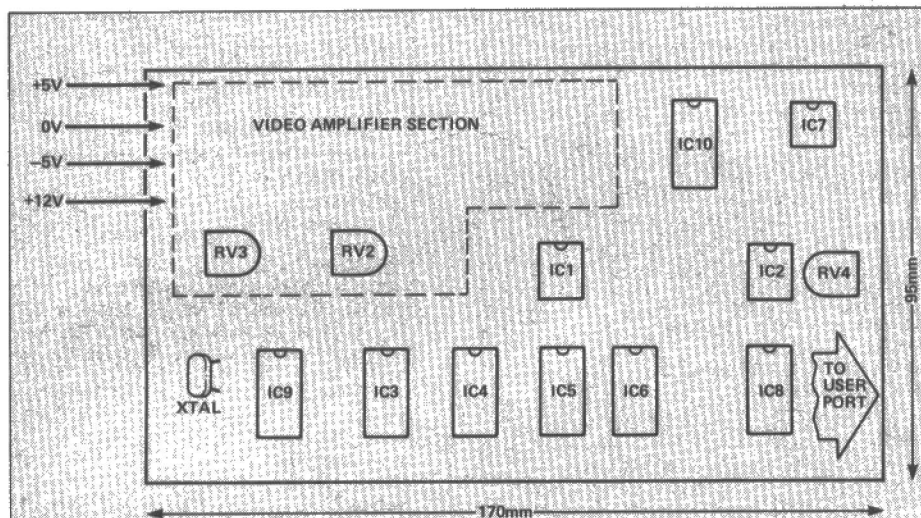 +5V
0V
−5V
+12V
VIDEO AMPLIFIER SECTION
IC10
IC7
RV3
RV2
IC1
IC2
RV4
95mm
XTAL
IC9
IC3
IC4
IC5
IC6
IC8
TO
USER
PORT
170mm